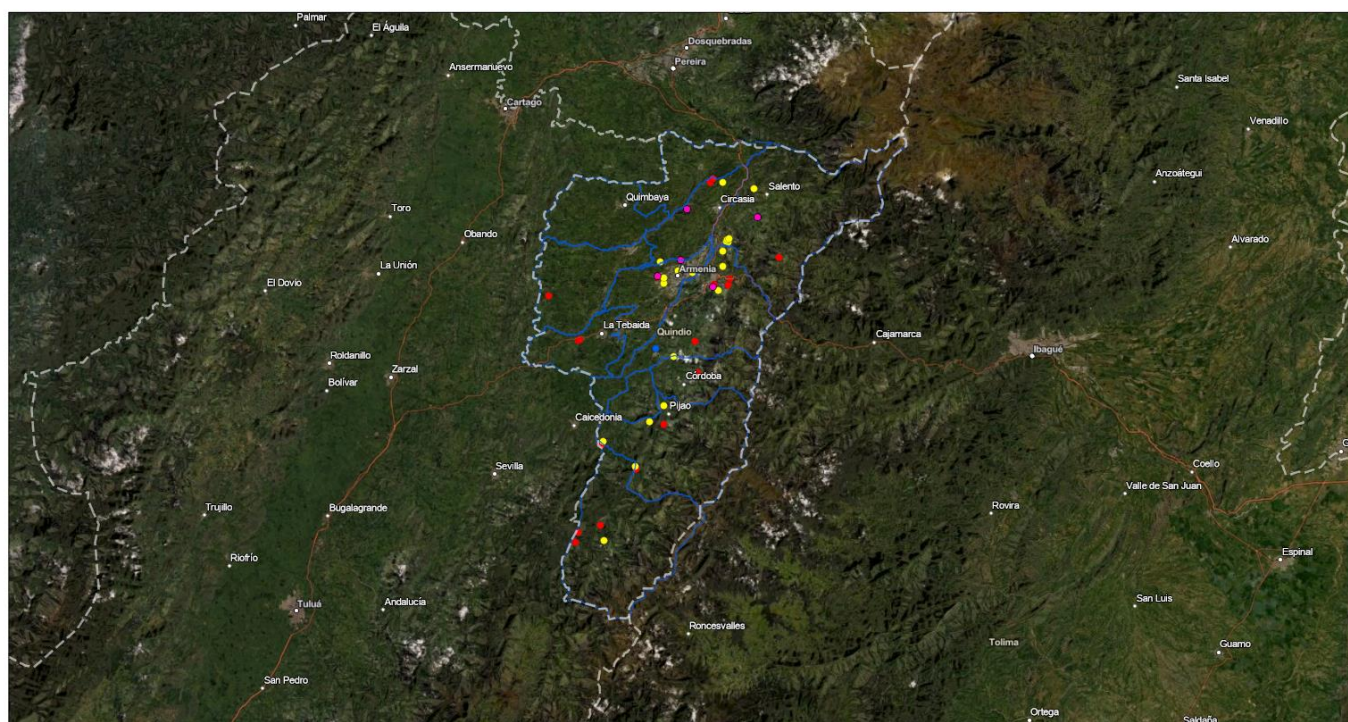 Palmar
El Águila
Dosquebradas
Pereira
Ansermanuevo
Santa Isabel
Cartago
Venadillo
Anzoátegui
Salento
Quimbaya
Circasia
Toro
Obando
Alvarado
La Unión
Armenia
El Dovio
La Tebaida
Quindio
Cajamarca
Ibagué
Roldanillo
Zarzal
Córdoba
Bolívar
Pijao
Caicedonia
Sevilla
Coello
Valle de San Juan
Trujillo
Bugalagrande
Rovira
Riofrío
Espinal
Tuluá
Andalucía
San Luis
Roncesvalles
Tolima
Guamo
San Pedro
Ortega
Saldaña